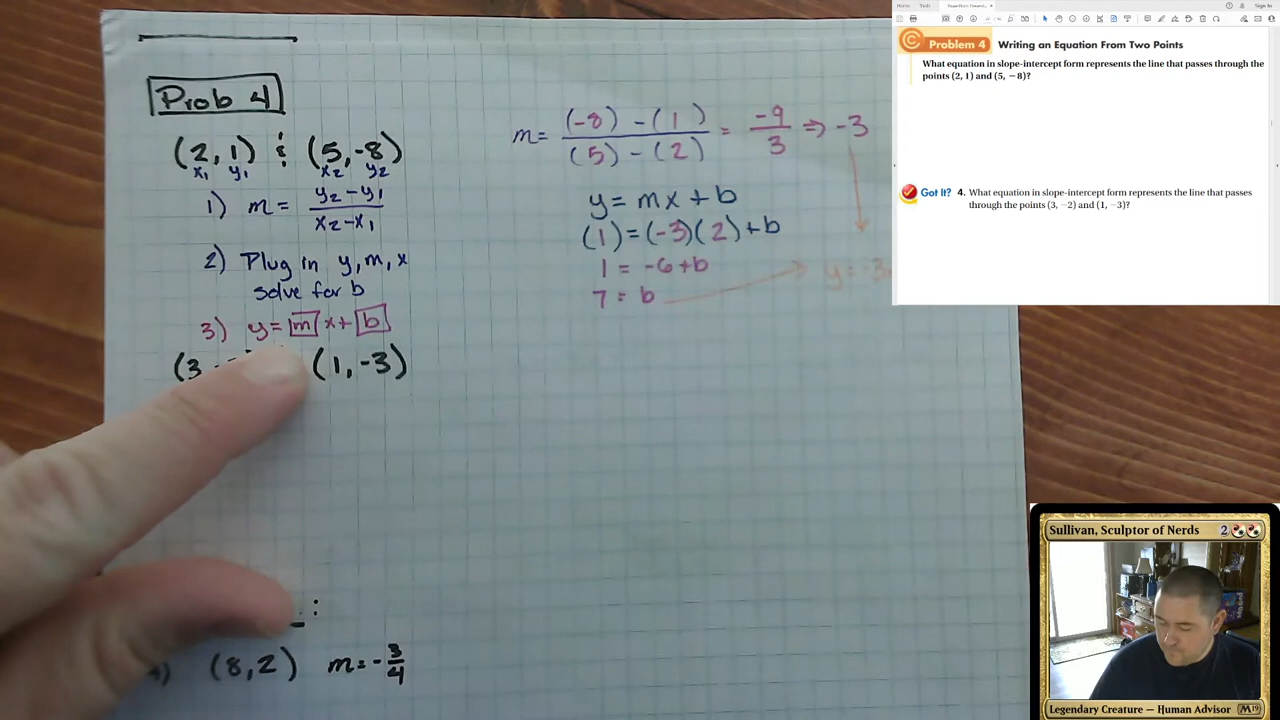 Prob 4
(2, 1) & (5, -8)
x₁ y₁ x₂ y₂
1) m = y₂-y₁ / x₂-x₁
2) Plug in y, m, x
solve for b
3) y = m x + b
(3 (1, -3)
(8, 2) m = -3/4
m = (-8) - (1) / (5) - (2) = -9/3 ⇒ -3
y = mx + b
(1) = (-3)(2) + b
1 = -6 + b
7 = b
y = -3
Problem 4 Writing an Equation From Two Points
What equation in slope-intercept form represents the line that passes through the
points (2, 1) and (5, −8)?
Got It? 4. What equation in slope-intercept form represents the line that passes
through the points (3, −2) and (1, −3)?
Sullivan, Sculptor of Nerds 2
Legendary Creature — Human Advisor M19